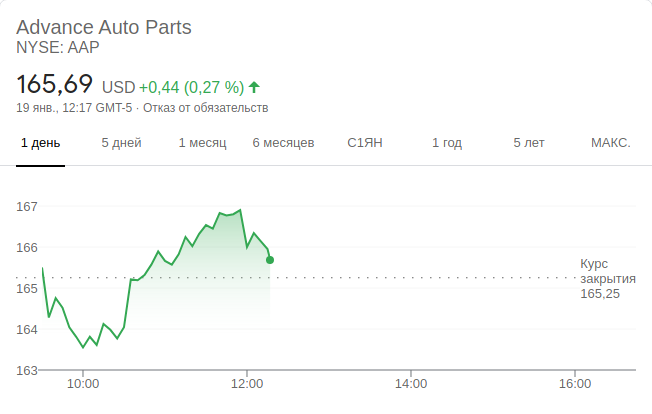 Advance Auto Parts
NYSE: AAP
165,69 USD +0,44 (0,27 %)
19 янв., 12:17 GMT-5 · Отказ от обязательств
1 день 5 дней 1 месяц 6 месяцев С1ЯН 1 год 5 лет МАКС.
167
166
165
164
163
Курс
закрытия
165,25
10:00 12:00 14:00 16:00